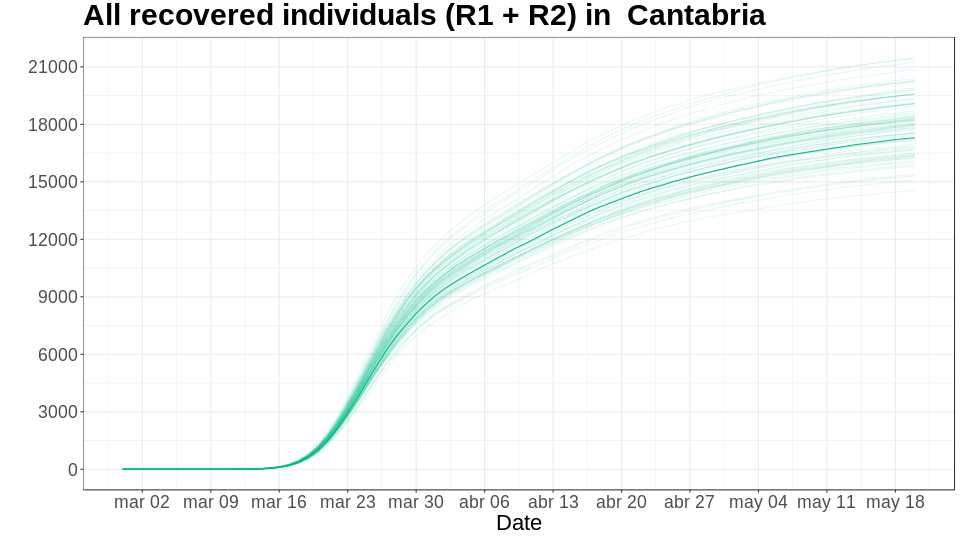 All recovered individuals (R1 + R2) in  Cantabria
21000
18000
15000
12000
9000
6000
3000
0
mar 02 mar 09 mar 16 mar 23 mar 30 abr 06 abr 13 abr 20 abr 27 may 04 may 11 may 18
Date